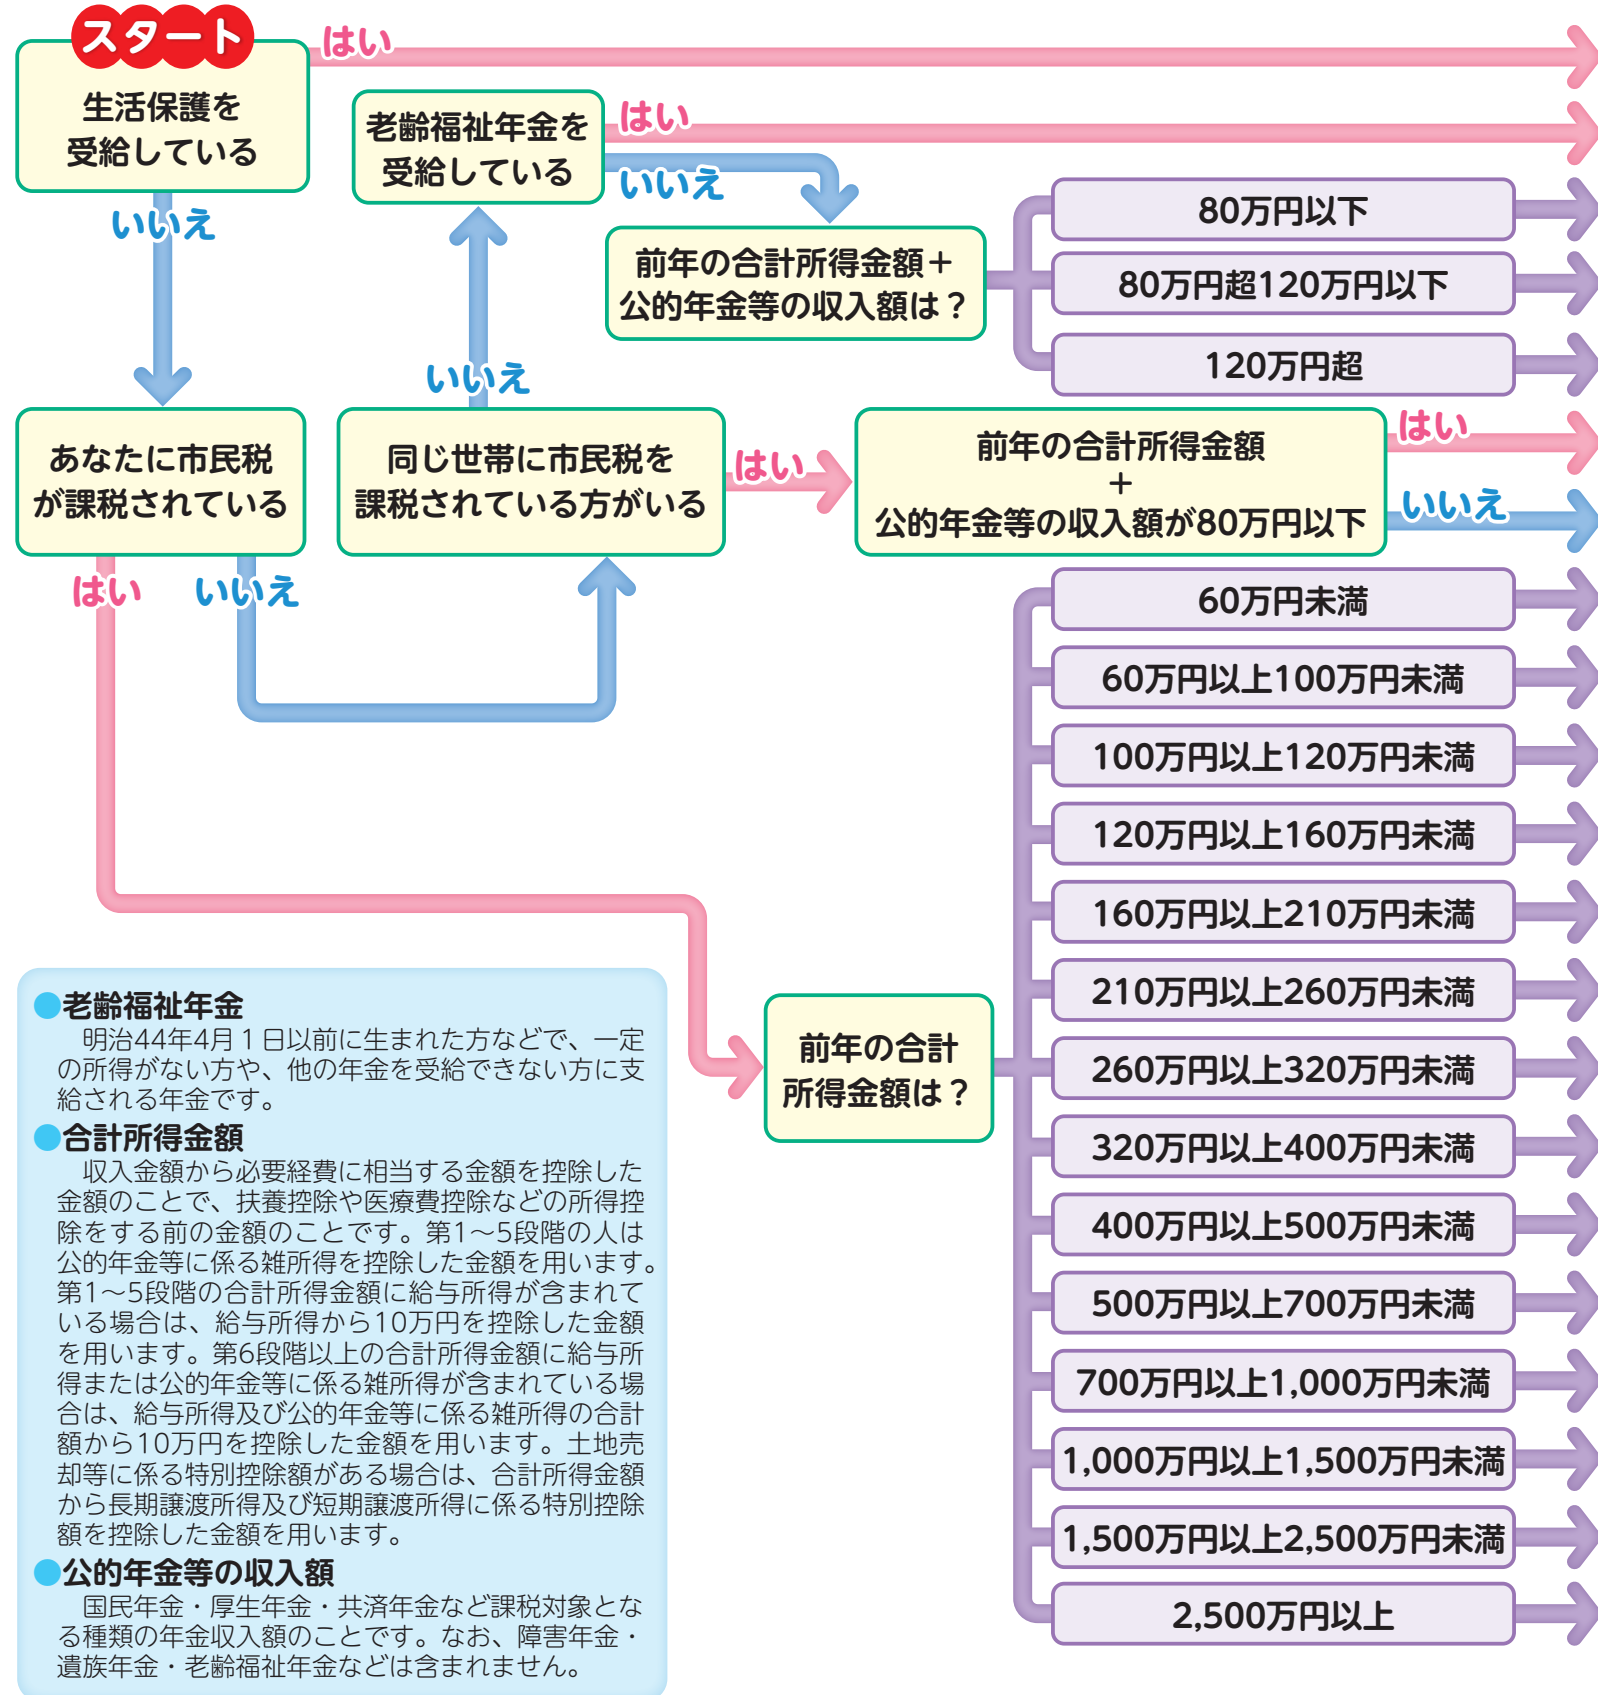 スタート
はい
生活保護を
受給している
いいえ
老齢福祉年金を
受給している
はい
いいえ
前年の合計所得金額＋
公的年金等の収入額は？
80万円以下
80万円超120万円以下
120万円超
いいえ
あなたに市民税
が課税されている
同じ世帯に市民税を
課税されている方がいる
はい
前年の合計所得金額
＋
公的年金等の収入額が80万円以下
はい
いいえ
はい
いいえ
前年の合計
所得金額は？
60万円未満
60万円以上100万円未満
100万円以上120万円未満
120万円以上160万円未満
160万円以上210万円未満
210万円以上260万円未満
260万円以上320万円未満
320万円以上400万円未満
400万円以上500万円未満
500万円以上700万円未満
700万円以上1,000万円未満
1,000万円以上1,500万円未満
1,500万円以上2,500万円未満
2,500万円以上
●老齢福祉年金
明治44年4月１日以前に生まれた方などで、一定
の所得がない方や、他の年金を受給できない方に支
給される年金です。
●合計所得金額
収入金額から必要経費に相当する金額を控除した
金額のことで、扶養控除や医療費控除などの所得控
除をする前の金額のことです。第1～5段階の人は
公的年金等に係る雑所得を控除した金額を用います。
第1～5段階の合計所得金額に給与所得が含まれて
いる場合は、給与所得から10万円を控除した金額
を用います。第6段階以上の合計所得金額に給与所
得または公的年金等に係る雑所得が含まれている場
合は、給与所得及び公的年金等に係る雑所得の合計
額から10万円を控除した金額を用います。土地売
却等に係る特別控除額がある場合は、合計所得金額
から長期譲渡所得及び短期譲渡所得に係る特別控除
額を控除した金額を用います。
●公的年金等の収入額
国民年金・厚生年金・共済年金など課税対象とな
る種類の年金収入額のことです。なお、障害年金・
遺族年金・老齢福祉年金などは含まれません。